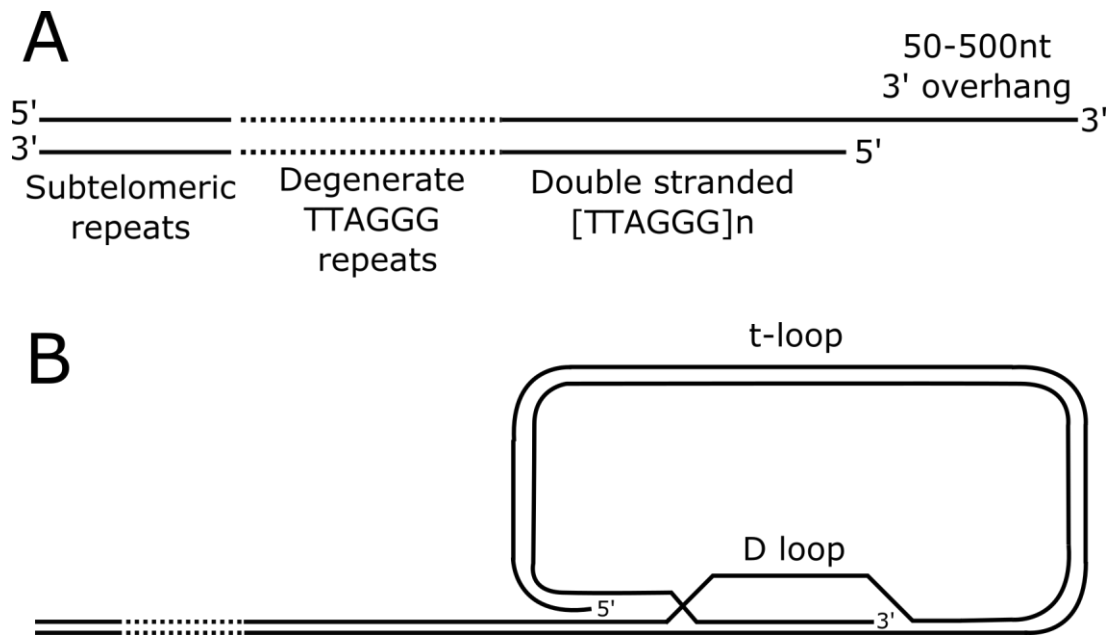 A
50-500nt
3' overhang
5'
3'
3'
5'
Subtelomeric
repeats
Degenerate
TTAGGG
repeats
Double stranded
[TTAGGG]n
B
t-loop
D loop
5'
3'